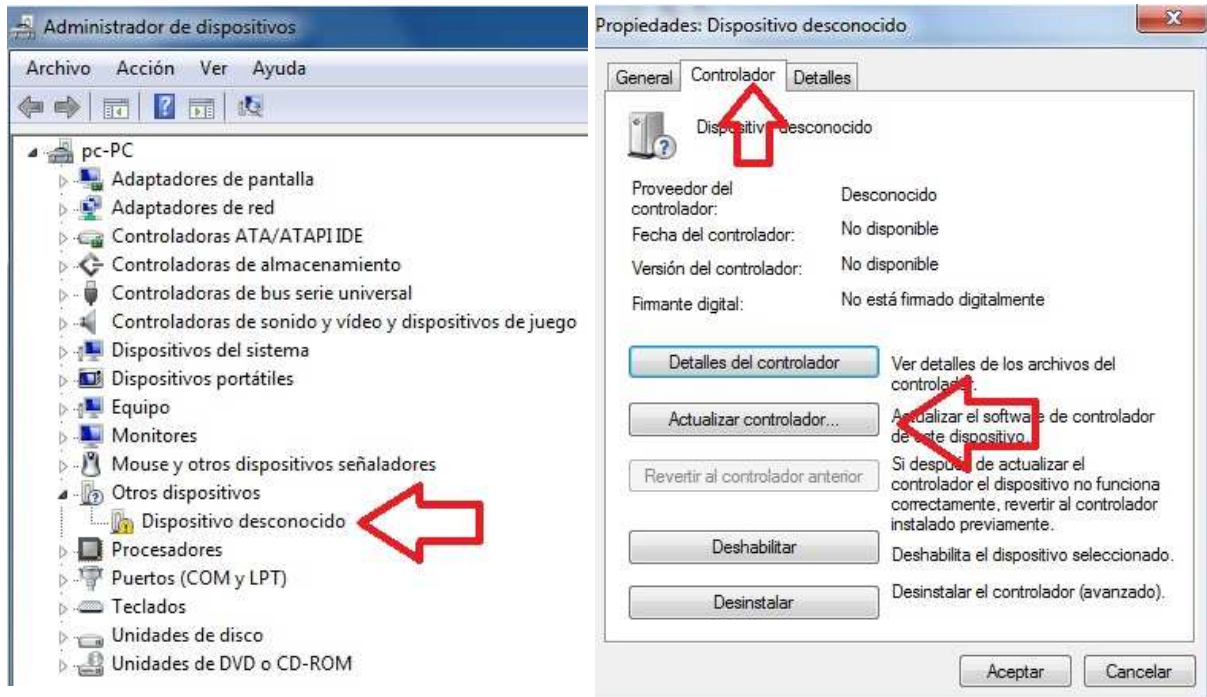 Administrador de dispositivos
Archivo Acción Ver Ayuda
pc-PC
Adaptadores de pantalla
Adaptadores de red
Controladoras ATA/ATAPI IDE
Controladoras de almacenamiento
Controladoras de bus serie universal
Controladoras de sonido y vídeo y dispositivos de juego
Dispositivos del sistema
Dispositivos portátiles
Equipo
Monitores
Mouse y otros dispositivos señaladores
Otros dispositivos
Dispositivo desconocido
Procesadores
Puertos (COM y LPT)
Teclados
Unidades de disco
Unidades de DVD o CD-ROM
Propiedades: Dispositivo desconocido
General Controlador Detalles
Dispositivo desconocido
Proveedor del
controlador:
Desconocido
Fecha del controlador: No disponible
Versión del controlador: No disponible
Firmante digital: No está firmado digitalmente
Detalles del controlador
Ver detalles de los archivos del
controlador.
Actualizar controlador...
Actualizar el software de controlador
de este dispositivo.
Revertir al controlador anterior
Si después de actualizar el
controlador el dispositivo no funciona
correctamente, revertir al controlador
instalado previamente.
Deshabilitar
Deshabilita el dispositivo seleccionado.
Desinstalar
Desinstalar el controlador (avanzado).
Aceptar Cancelar